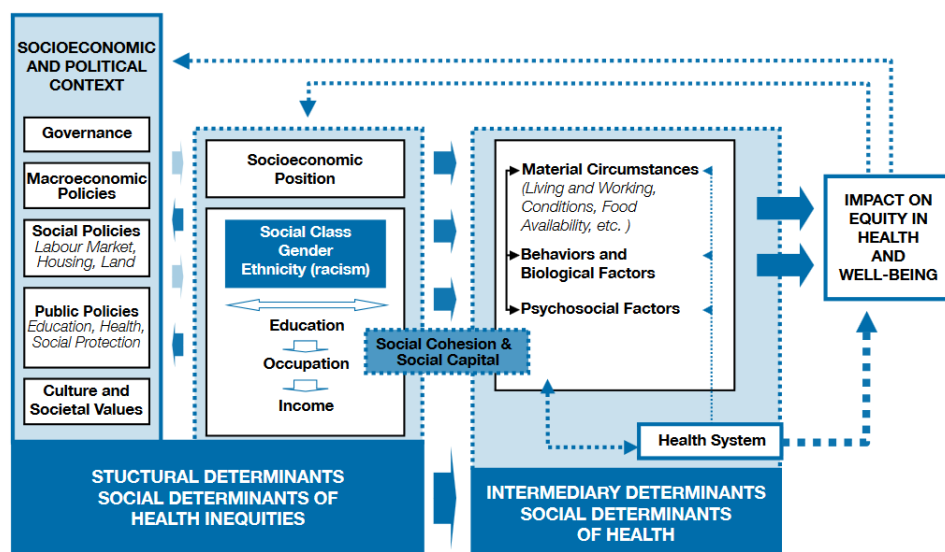 SOCIOECONOMIC
AND POLITICAL
CONTEXT
Governance
Macroeconomic
Policies
Social Policies
Labour Market,
Housing, Land
Public Policies
Education, Health,
Social Protection
Culture and
Societal Values
Socioeconomic
Position
Social Class
Gender
Ethnicity (racism)
Education
Occupation
Income
Social Cohesion &
Social Capital
Material Circumstances
(Living and Working,
Conditions, Food
Availability, etc. )
Behaviors and
Biological Factors
Psychosocial Factors
Health System
IMPACT ON
EQUITY IN
HEALTH
AND
WELL-BEING
STUCTURAL DETERMINANTS
SOCIAL DETERMINANTS OF
HEALTH INEQUITIES
INTERMEDIARY DETERMINANTS
SOCIAL DETERMINANTS
OF HEALTH